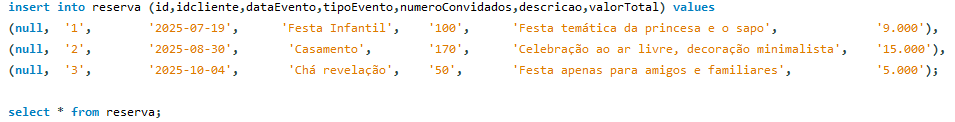 insert into reserva (id,idcliente,dataEvento,tipoEvento,numeroConvidados,descricao,valorTotal) values
(null, '1', '2025-07-19', 'Festa Infantil', '100', 'Festa temática da princesa e o sapo', '9.000'),
(null, '2', '2025-08-30', 'Casamento', '170', 'Celebração ao ar livre, decoração minimalista', '15.000'),
(null, '3', '2025-10-04', 'Chá revelação', '50', 'Festa apenas para amigos e familiares', '5.000');
select * from reserva;